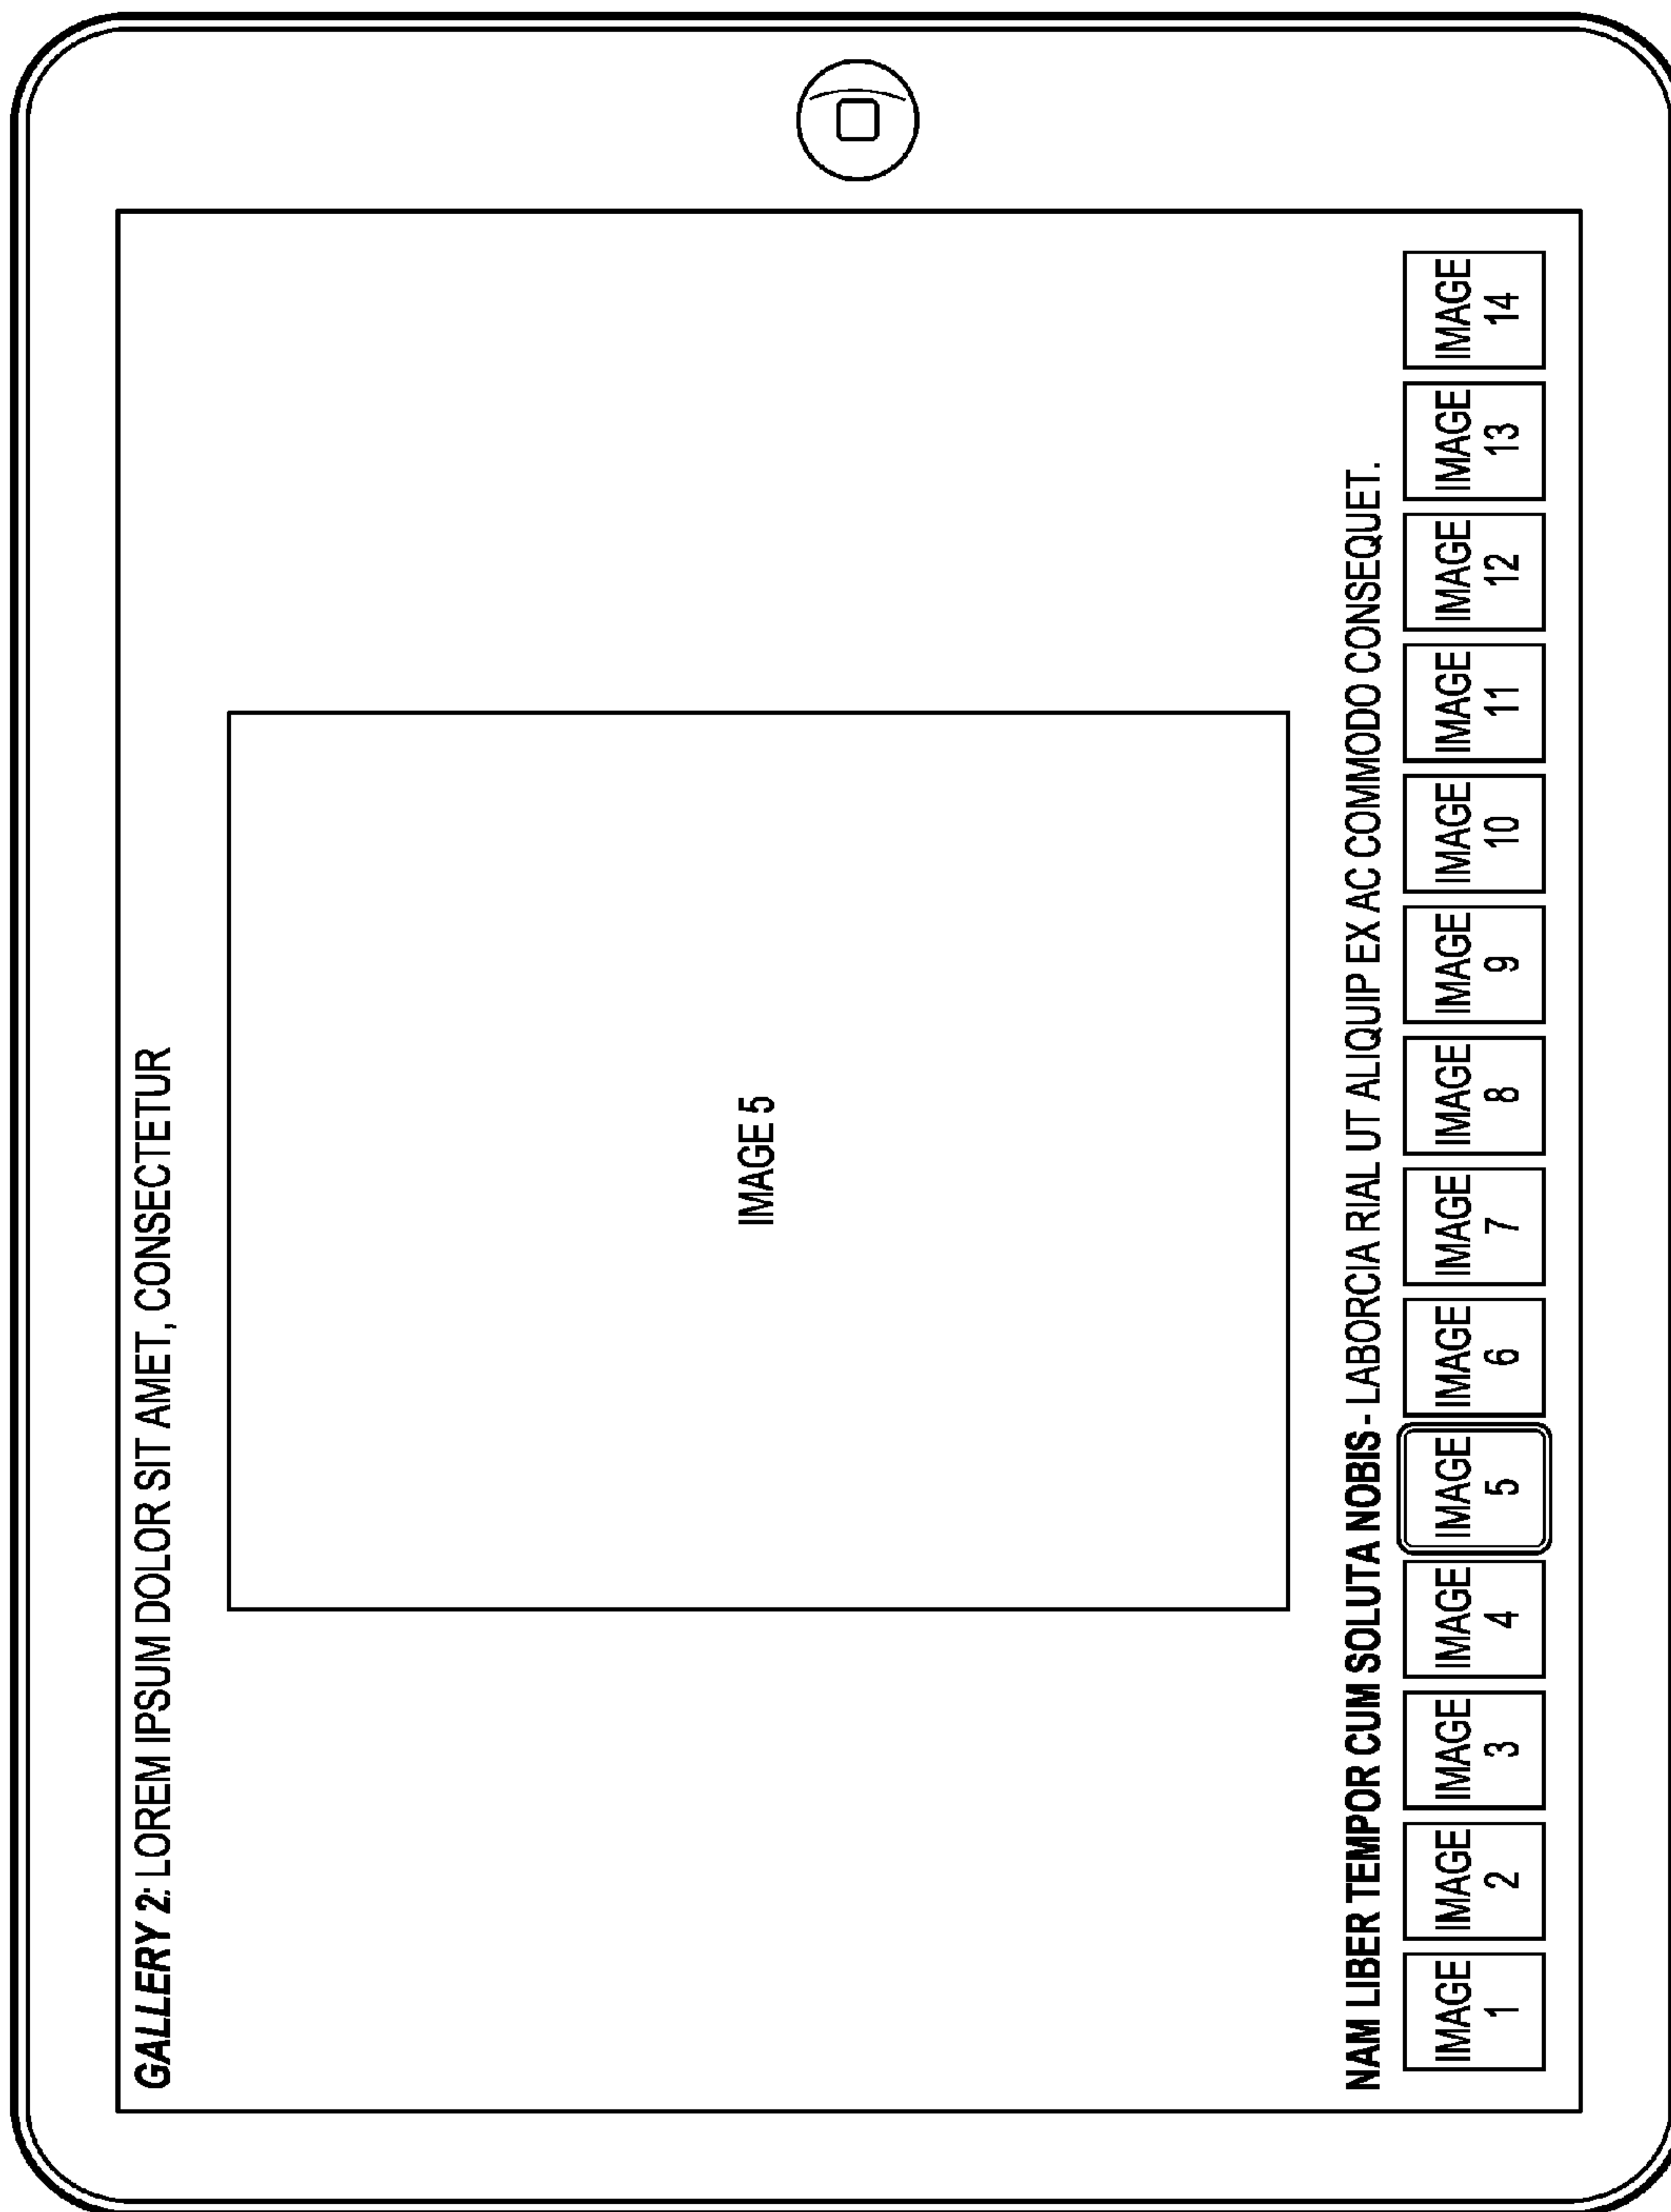 GALLERY 2: LOREM IPSUM DOLOR SIT AMET, CONSECTETUR
IMAGE 5
NAM LIBER TEMPOR CUM SOLUTA NOBIS - LABORCIA RIAL UT ALIQUIP EX AC COMMODO CONSEQUET.
IMAGE 1
IMAGE 2
IMAGE 3
IMAGE 4
IMAGE 5
IMAGE 6
IMAGE 7
IMAGE 8
IMAGE 9
IMAGE 10
IMAGE 11
IMAGE 12
IMAGE 13
IMAGE 14